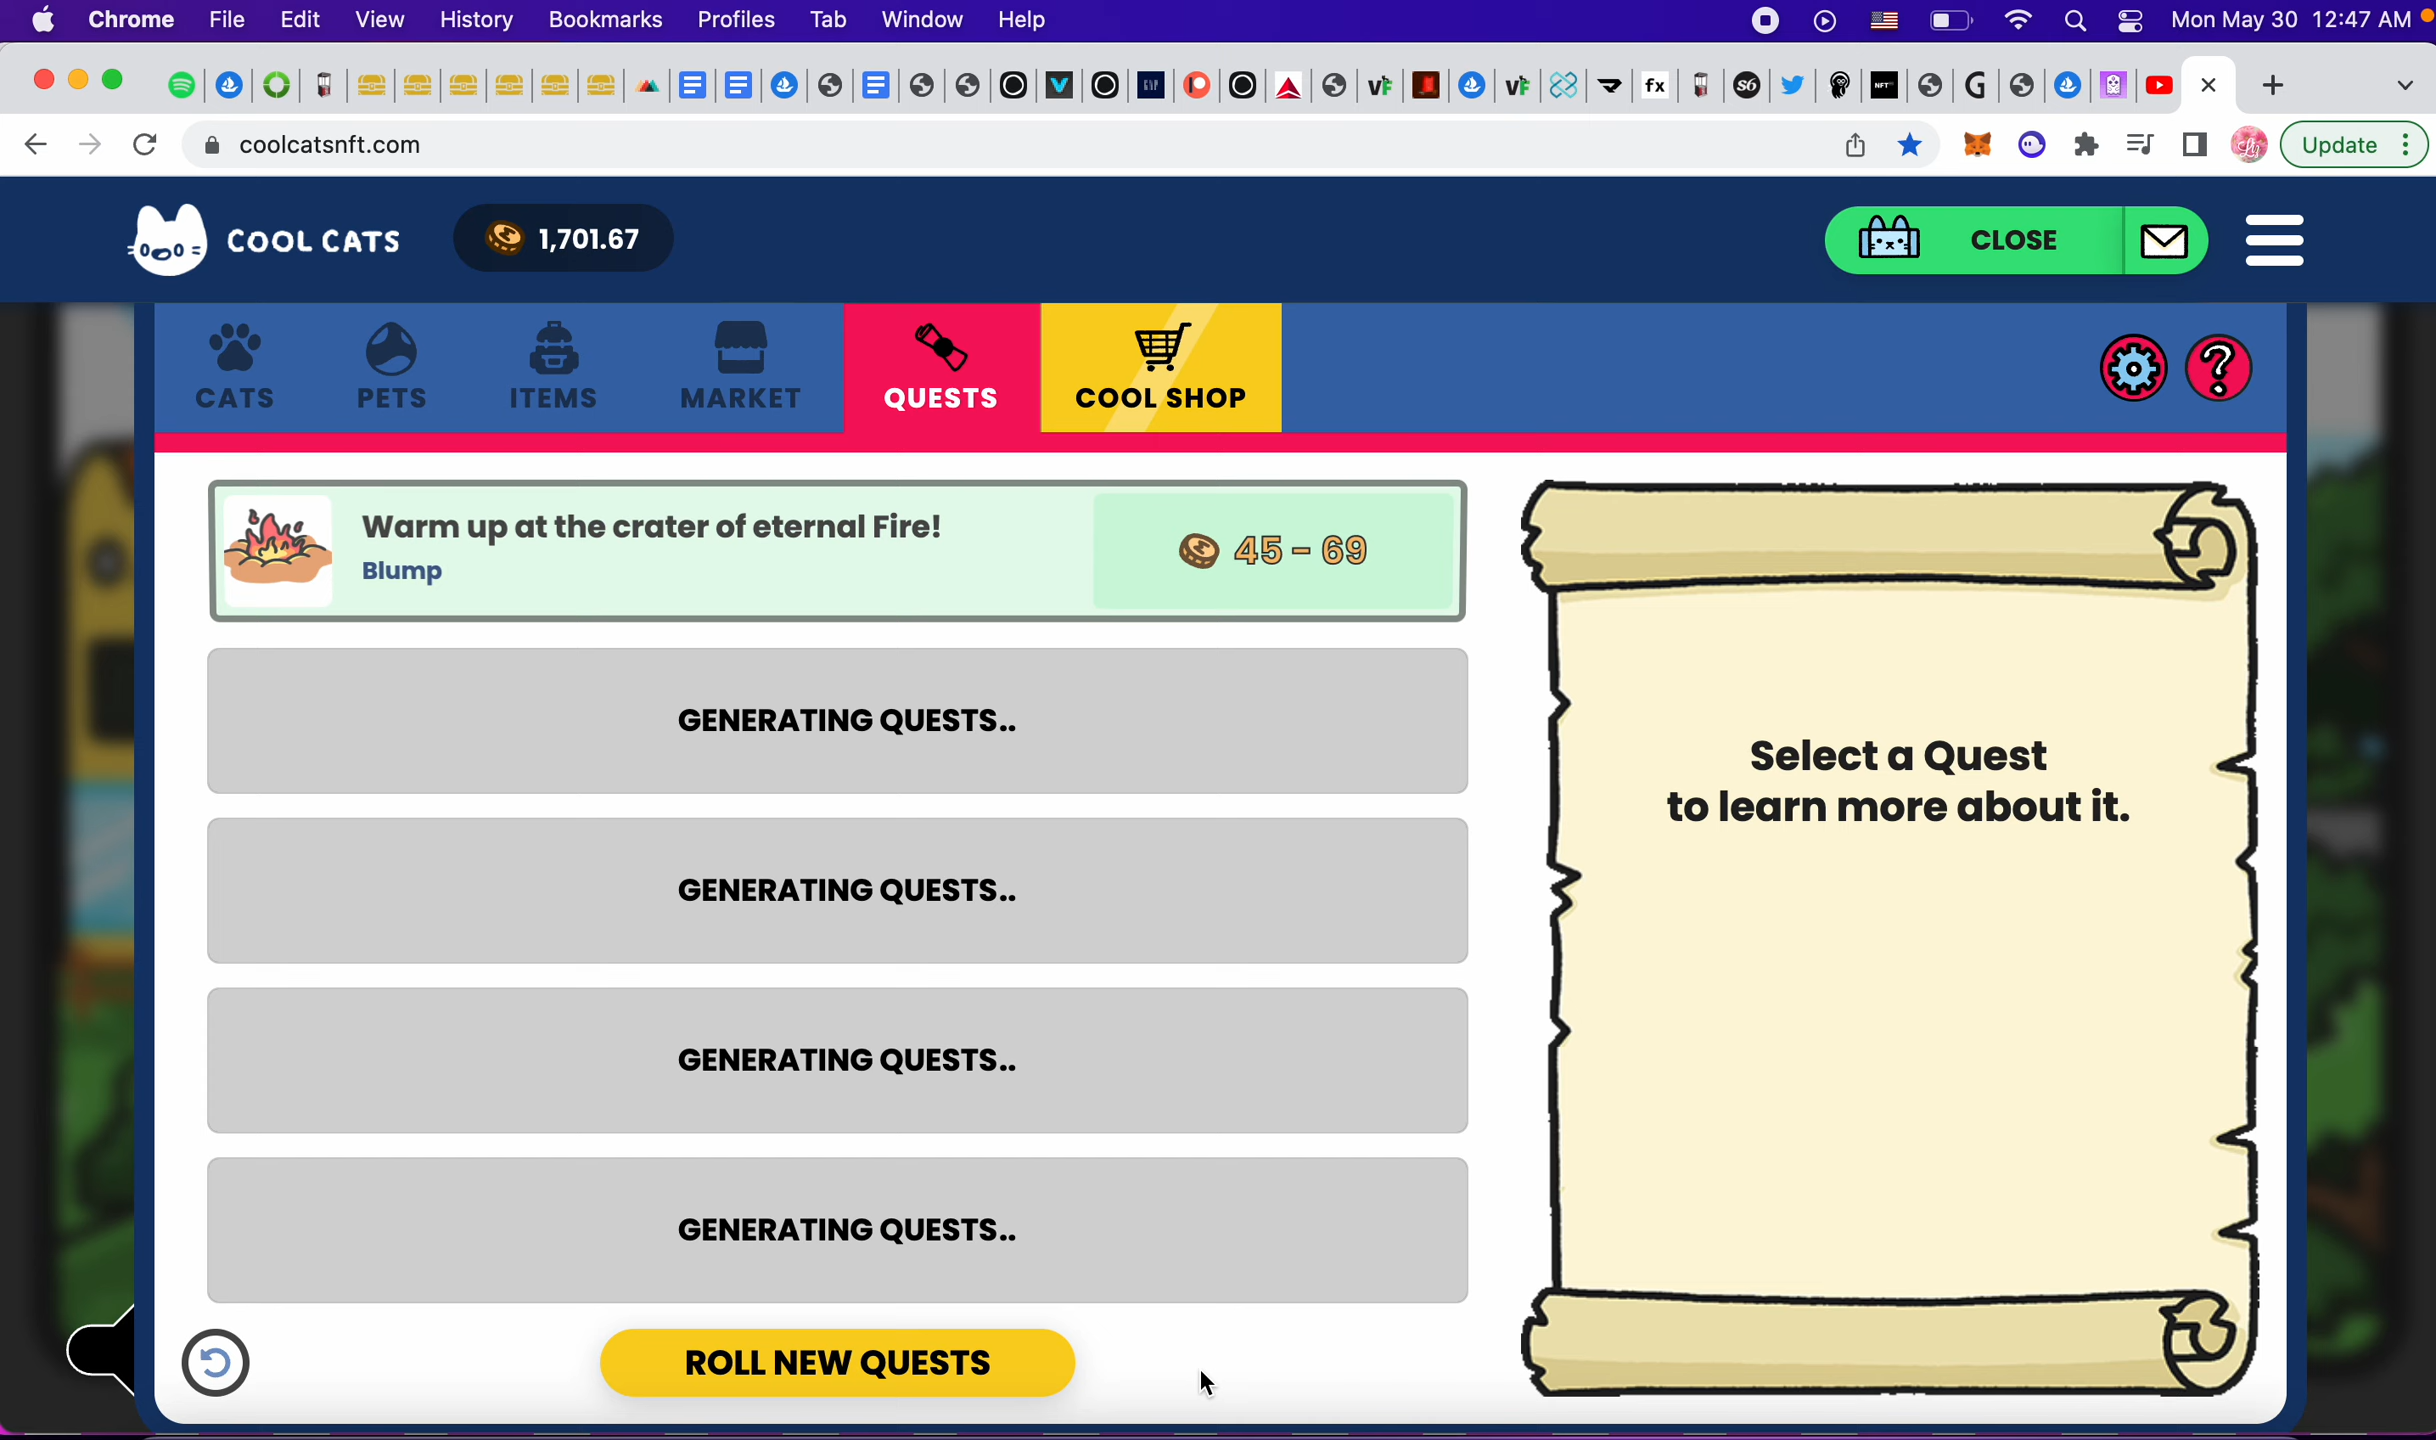 Chrome File Edit View History Bookmarks Profiles Tab Window Help Mon May 30 12:47 AM
coolcatsnft.com Update
COOL CATS 1,701.67 CLOSE
CATS PETS ITEMS MARKET QUESTS COOL SHOP
Warm up at the crater of eternal Fire!
Blump
45 - 69
GENERATING QUESTS..
GENERATING QUESTS..
GENERATING QUESTS..
GENERATING QUESTS..
ROLL NEW QUESTS
Select a Quest
to learn more about it.